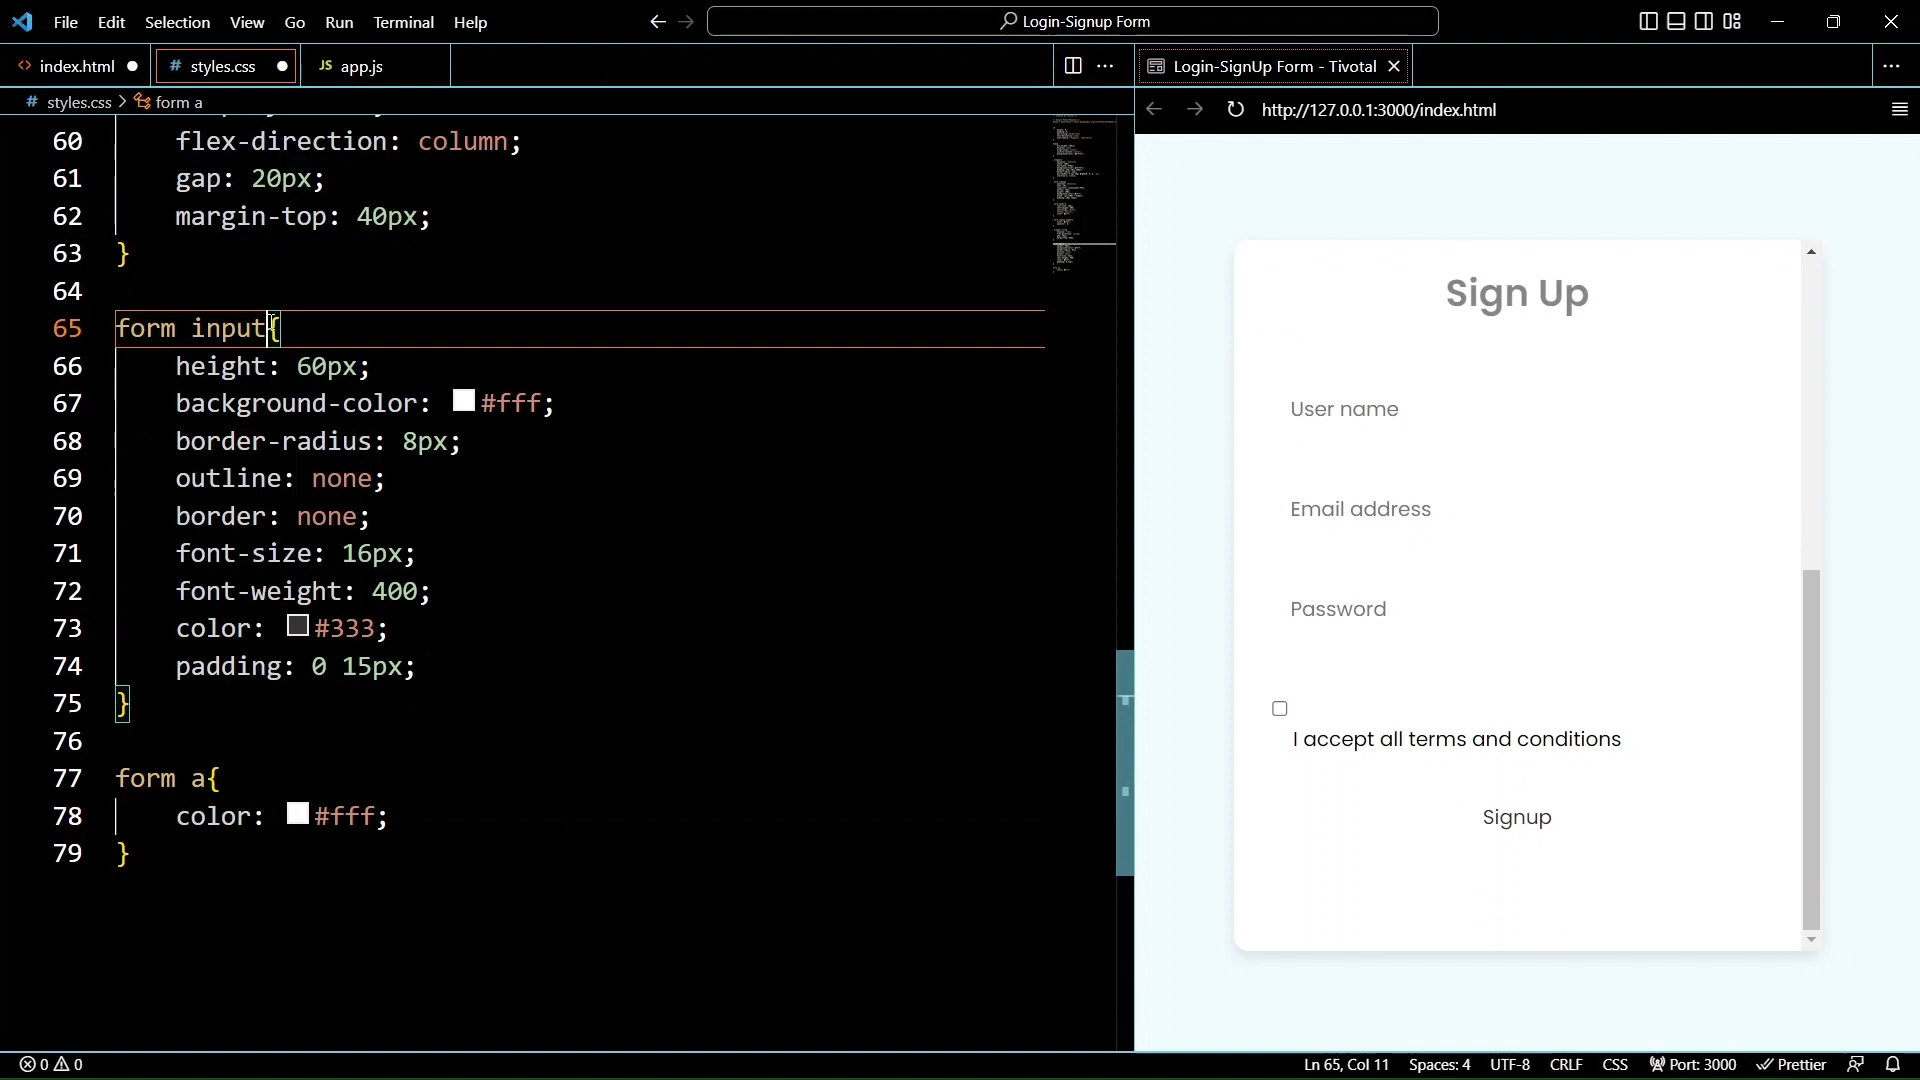 File Edit Selection View Go Run Terminal Help
Login-Signup Form
index.html
styles.css
JS app.js
Login-SignUp Form - Tivotal
# styles.css > form a
http://127.0.0.1:3000/index.html
60 flex-direction: column;
61 gap: 20px;
62 margin-top: 40px;
63 }
64
65 form input{
66 height: 60px;
67 background-color: #fff;
68 border-radius: 8px;
69 outline: none;
70 border: none;
71 font-size: 16px;
72 font-weight: 400;
73 color: #333;
74 padding: 0 15px;
75 }
76
77 form a{
78 color: #fff;
79 }
Sign Up
User name
Email address
Password
I accept all terms and conditions
Signup
0 0
Ln 65, Col 11 Spaces: 4 UTF-8 CRLF CSS Port: 3000 Prettier